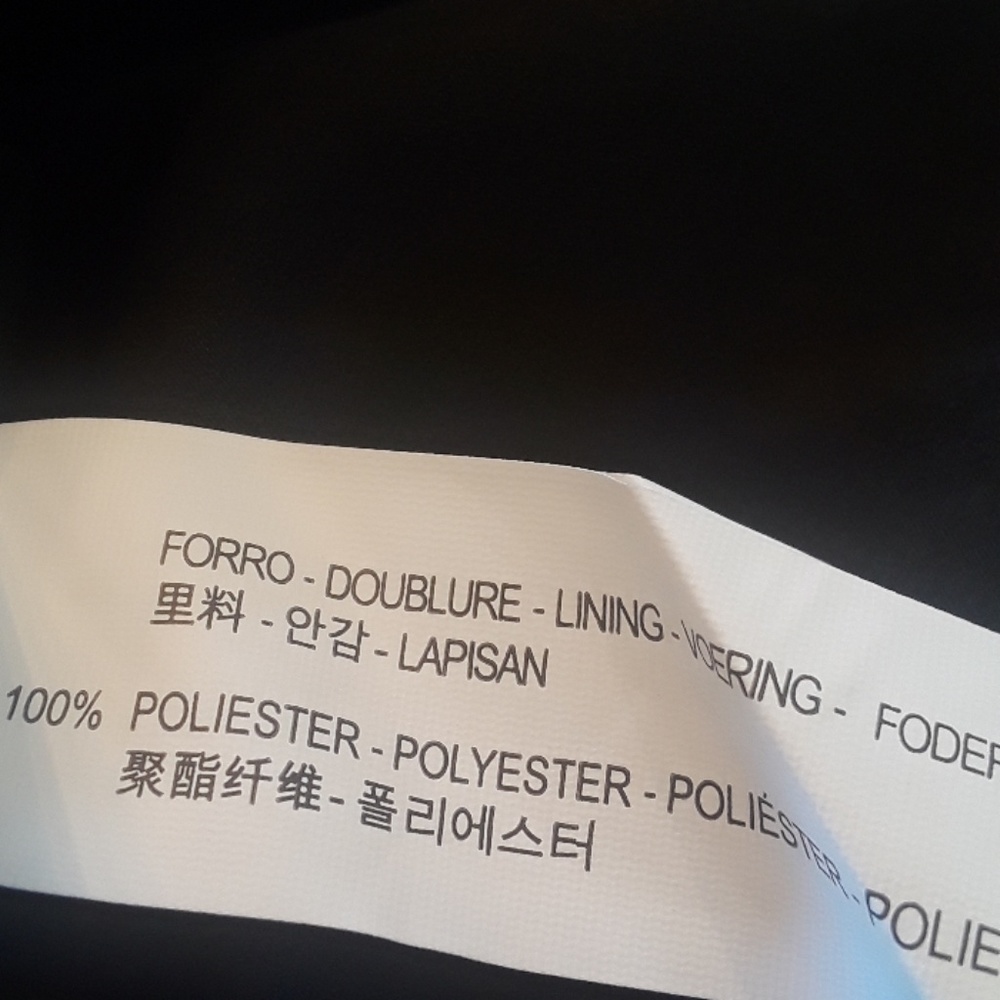 FORRO - DOUBLURE - LINING - VOERING - FODER
里料 - 안감 - LAPISAN
100% POLIESTER - POLYESTER - POLIÉSTER - POLIE
聚酯纤维 - 폴리에스터